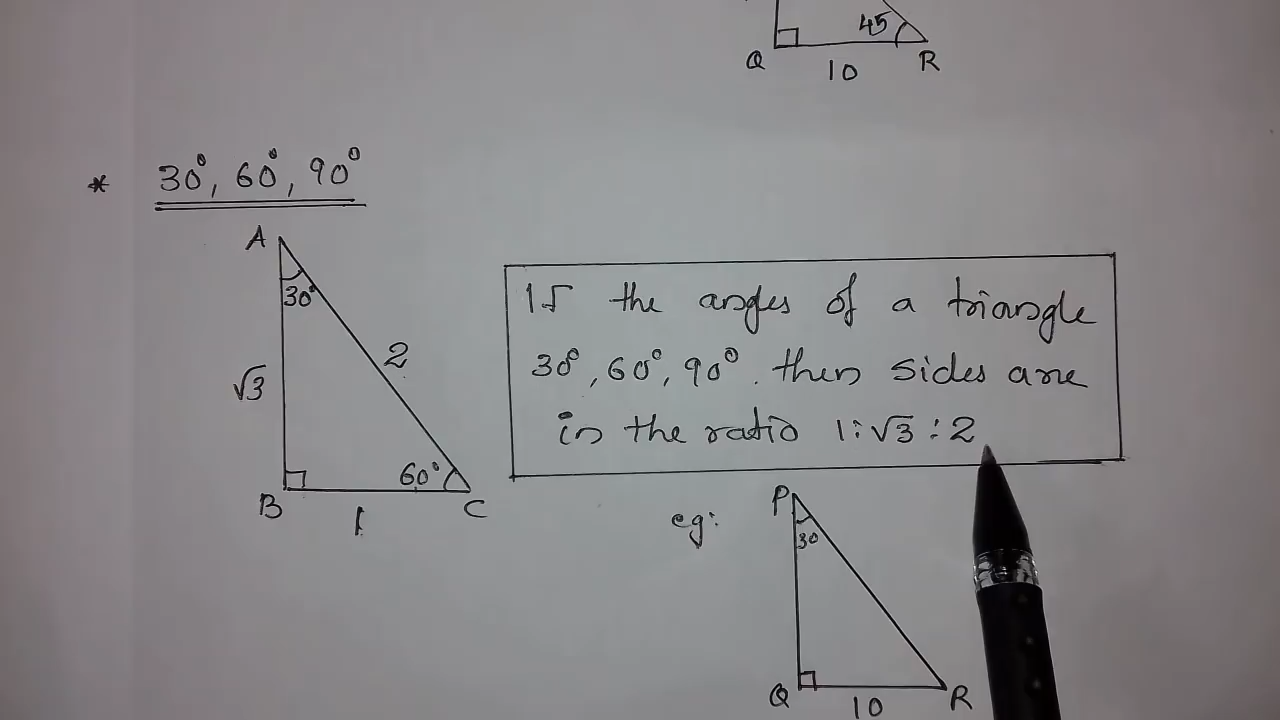 45
Q
10
R
* 30°, 60°, 90°
A
30°
√3
2
60°
B
1
C
If the angles of a triangle
30°, 60°, 90°. then sides are
in the ratio 1:√3:2
eg:
P
30
Q
10
R